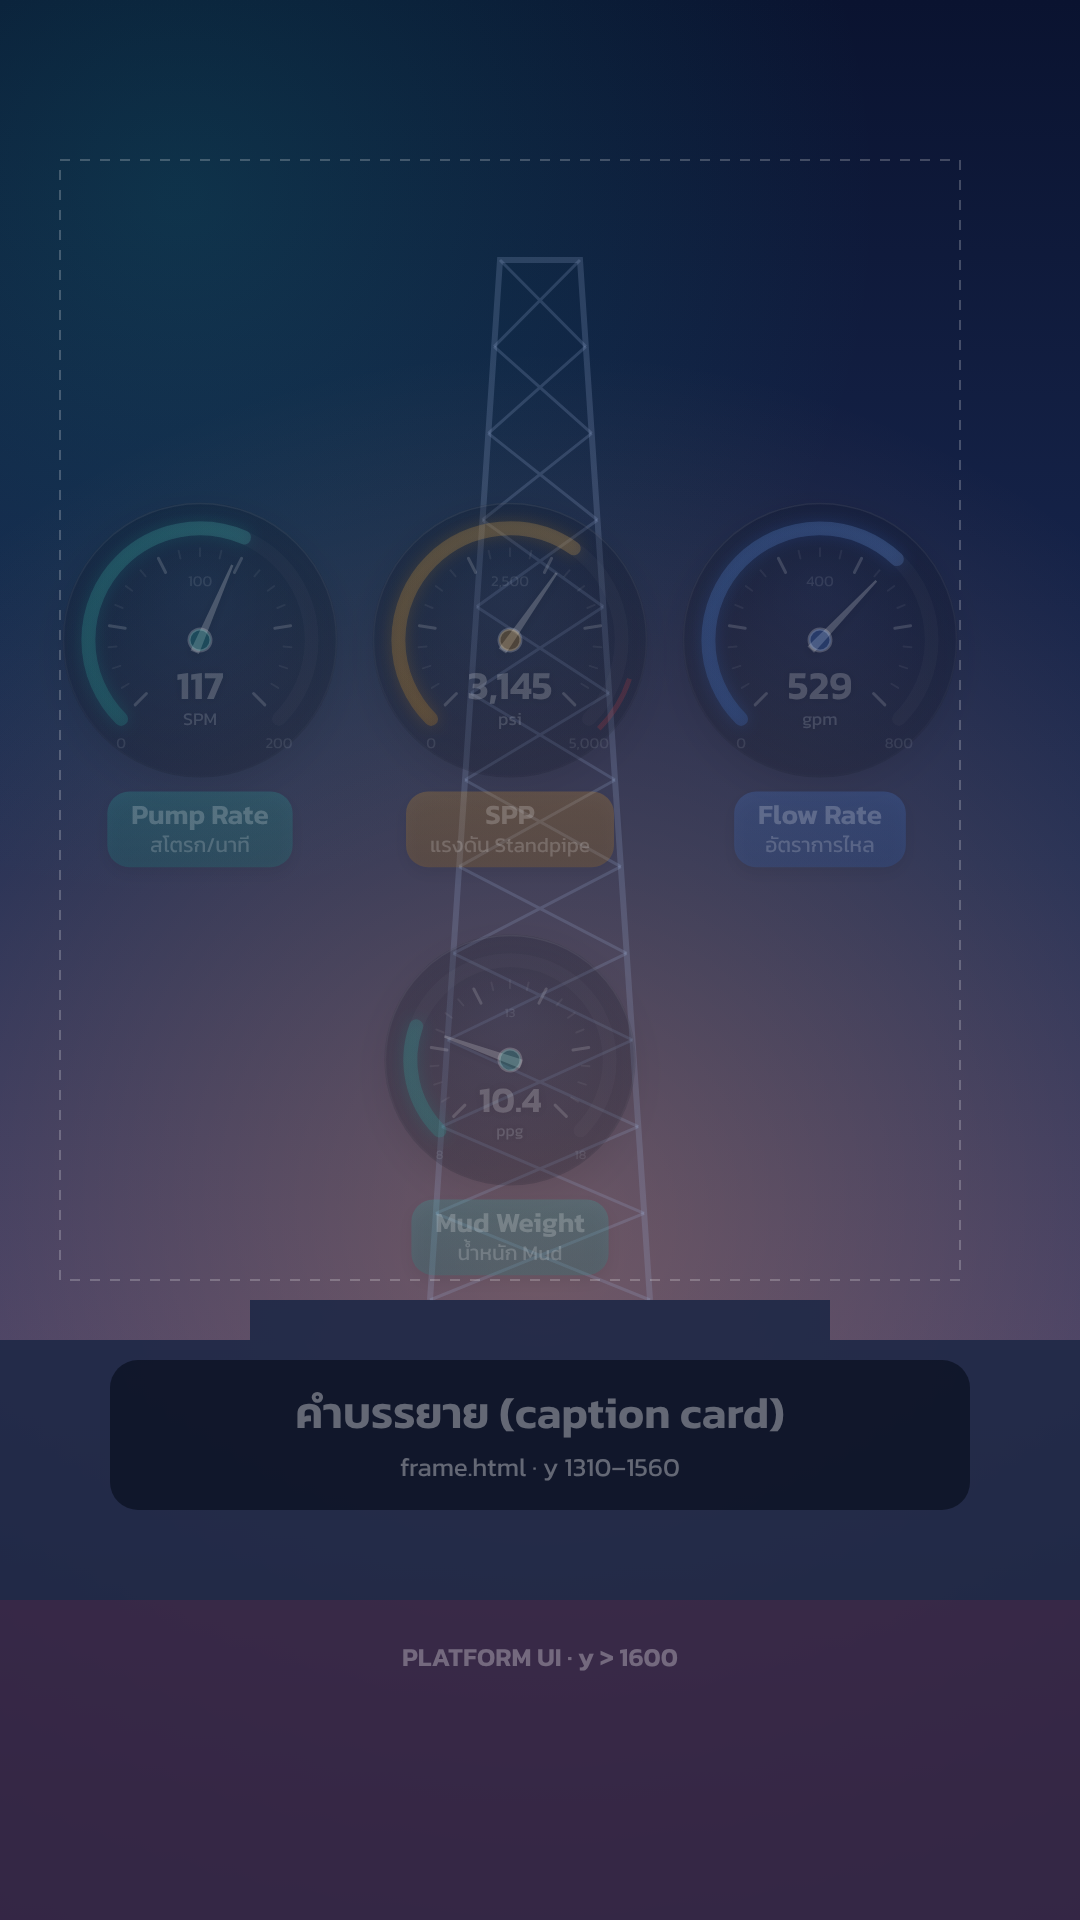 100
117
SPM
0 200
2,500
3,145
psi
0 5,000
400
529
gpm
0 800
Pump Rate
สโตรก/นาที
SPP
แรงดัน Standpipe
Flow Rate
อัตราการไหล
13
10.4
ppg
8 18
Mud Weight
น้ำหนัก Mud
คำบรรยาย (caption card)
frame.html · y 1310–1560
PLATFORM UI · y > 1600